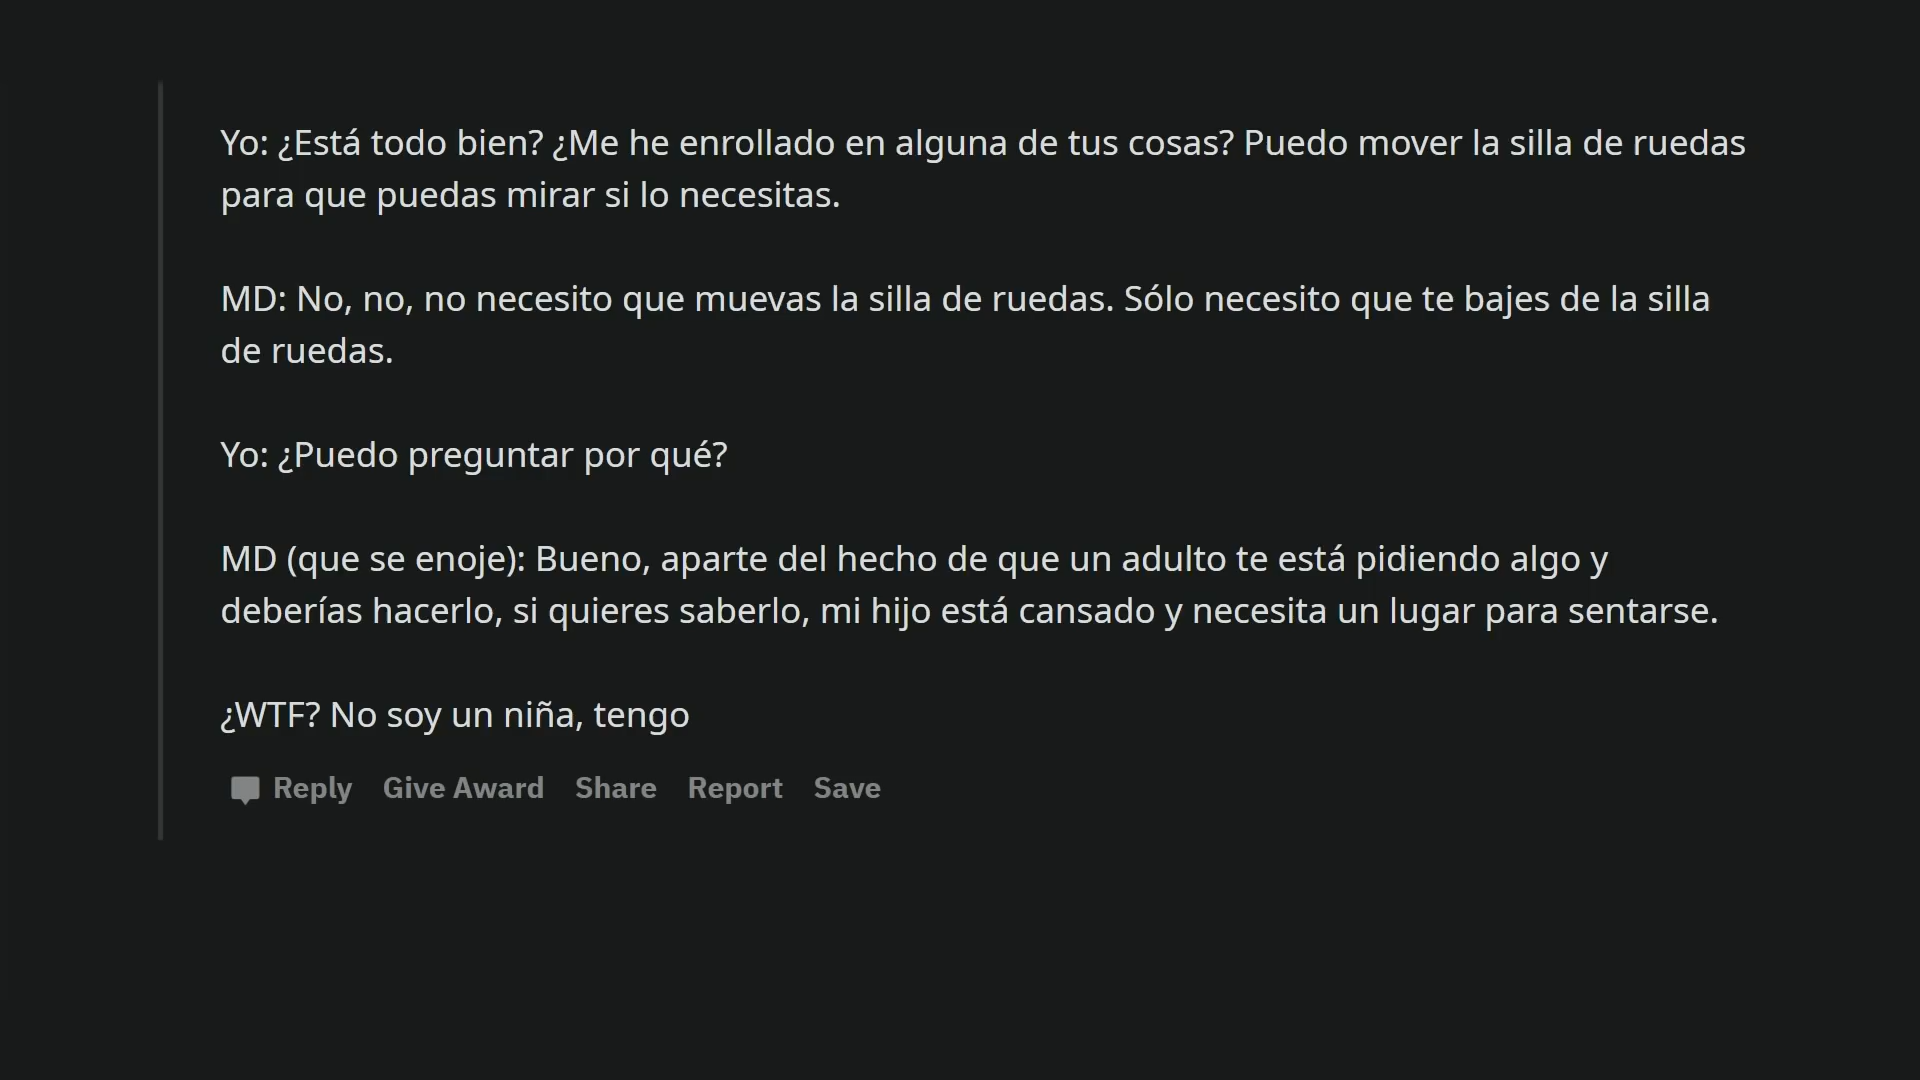 Yo: ¿Está todo bien? ¿Me he enrollado en alguna de tus cosas? Puedo mover la silla de ruedas
para que puedas mirar si lo necesitas.
MD: No, no, no necesito que muevas la silla de ruedas. Sólo necesito que te bajes de la silla
de ruedas.
Yo: ¿Puedo preguntar por qué?
MD (que se enoje): Bueno, aparte del hecho de que un adulto te está pidiendo algo y
deberías hacerlo, si quieres saberlo, mi hijo está cansado y necesita un lugar para sentarse.
¿WTF? No soy un niña, tengo
Reply Give Award Share Report Save